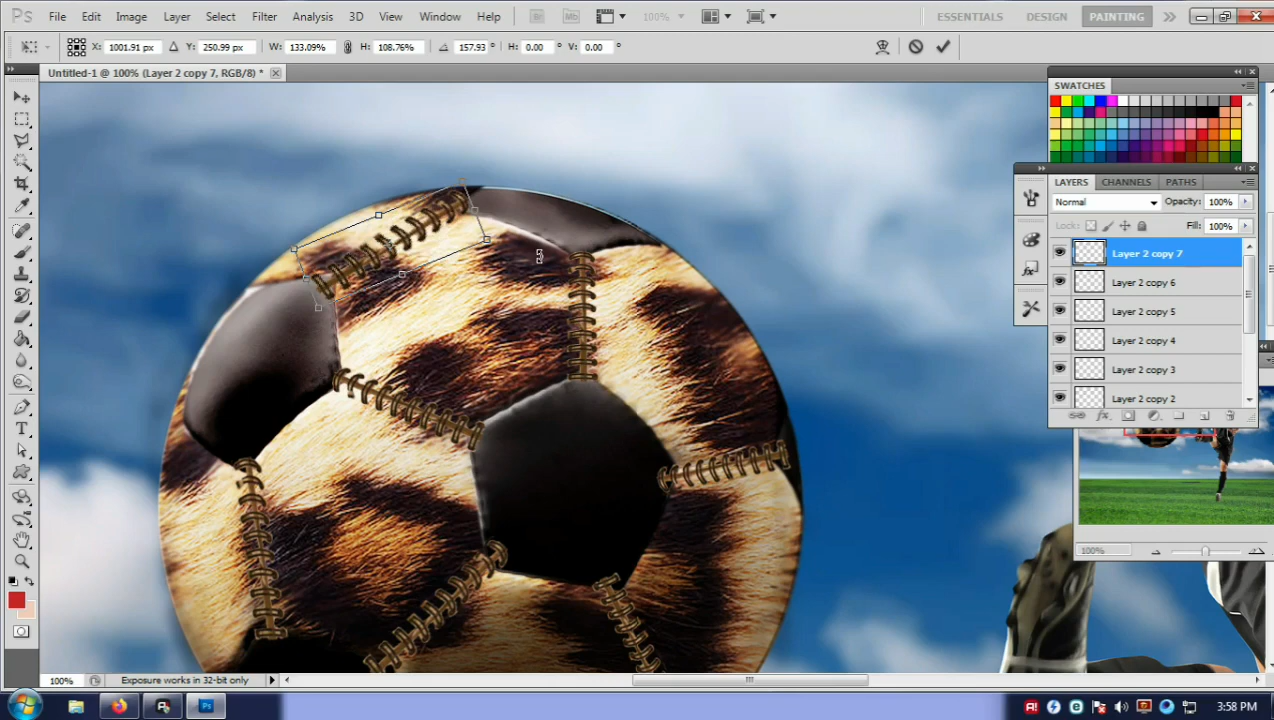 Ps File Edit Image Layer Select Filter Analysis 3D View Window Help Br Mb 100% ESSENTIALS DESIGN PAINTING
X: 1001.91 px Y: 250.99 px W: 133.09% H: 108.76% 157.93 ° H: 0.00 ° V: 0.00 °
Untitled-1 @ 100% (Layer 2 copy 7, RGB/8) *
SWATCHES
LAYERS CHANNELS PATHS
Normal Opacity: 100%
Lock: Fill: 100%
Layer 2 copy 7
Layer 2 copy 6
Layer 2 copy 5
Layer 2 copy 4
Layer 2 copy 3
Layer 2 copy 2
100%
100% Exposure works in 32-bit only
3:58 PM